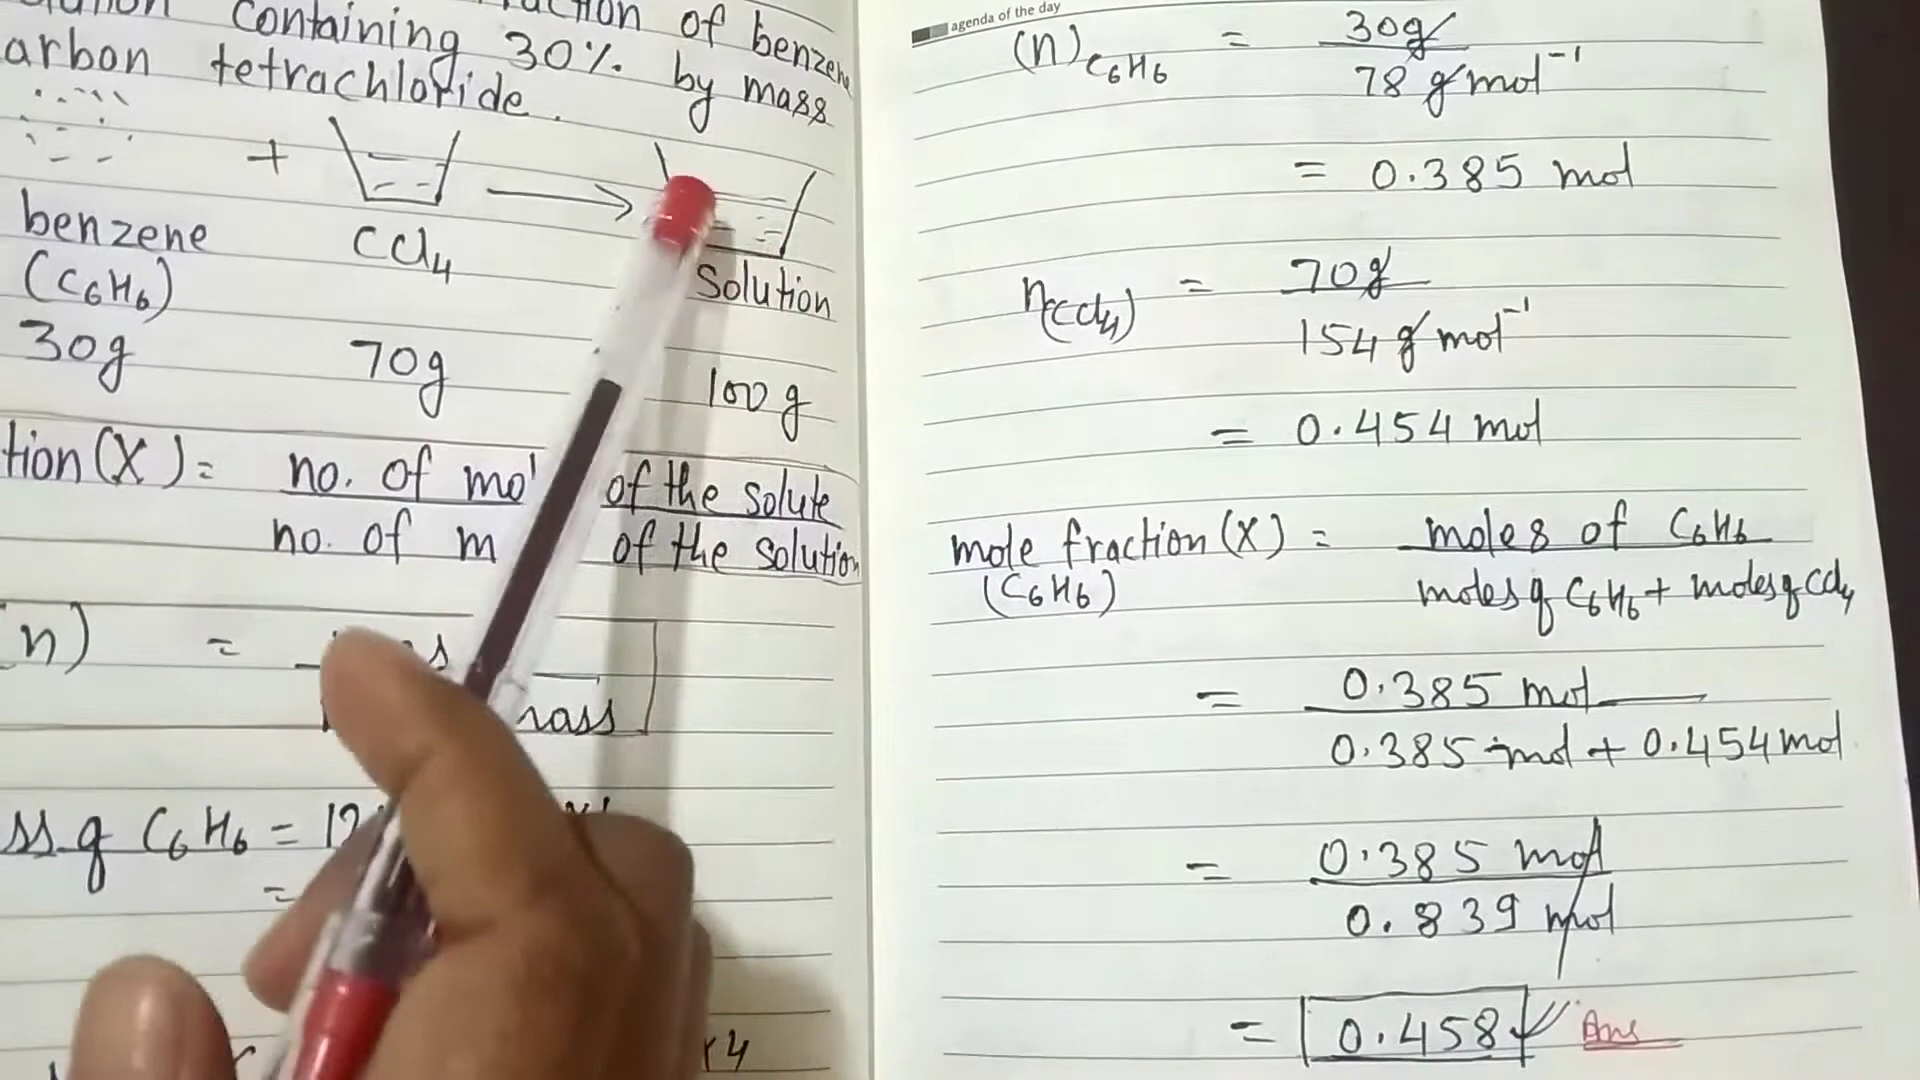 containing 30% by mass
of benzene
arbon tetrachloride.
+
benzene
(C6H6)
CCl4
Solution
30g
70g
100 g
tion (X) = no. of mo of the solute
no. of m of the solution
n) =
ss of C6H6 = 12
=
x 4
agenda of the day
(n)C6H6 = 30g
78 g mol⁻¹
= 0.385 mol
n(CCl4) = 70g
154 g mol⁻¹
= 0.454 mol
mole fraction (X) = moles of C6H6
(C6H6) moles of C6H6 + moles of CCl4
= 0.385 mol
0.385 mol + 0.454 mol
= 0.385 mol
0.839 mol
= 0.458 Ans